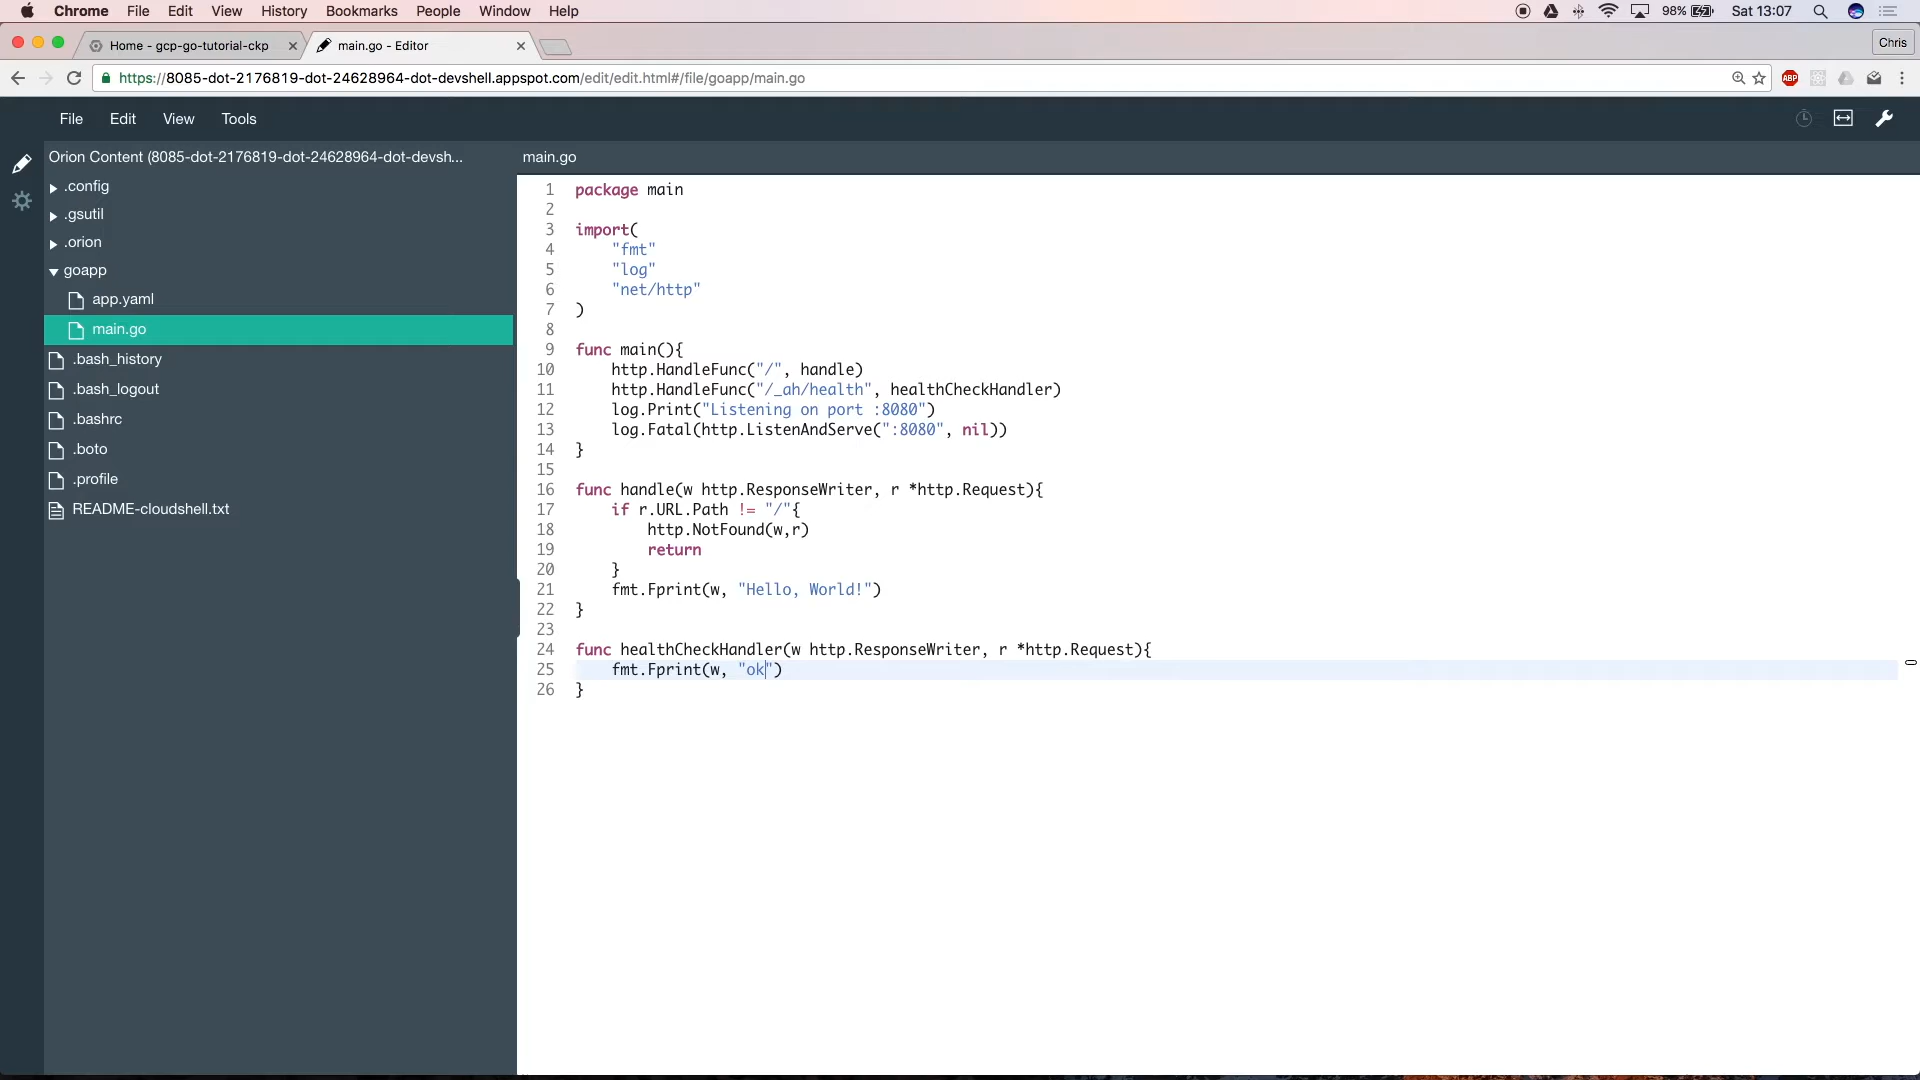 Chrome File Edit View History Bookmarks People Window Help 98% Sat 13:07
Home - gcp-go-tutorial-ckp main.go - Editor Chris
https://8085-dot-2176819-dot-24628964-dot-devshell.appspot.com/edit/edit.html#/file/goapp/main.go ABP
File Edit View Tools
Orion Content (8085-dot-2176819-dot-24628964-dot-devsh...
.config
.gsutil
.orion
goapp
app.yaml
main.go
.bash_history
.bash_logout
.bashrc
.boto
.profile
README-cloudshell.txt
main.go
1 package main
2
3 import(
4 "fmt"
5 "log"
6 "net/http"
7 )
8
9 func main(){
10 http.HandleFunc("/", handle)
11 http.HandleFunc("/_ah/health", healthCheckHandler)
12 log.Print("Listening on port :8080")
13 log.Fatal(http.ListenAndServe(":8080", nil))
14 }
15
16 func handle(w http.ResponseWriter, r *http.Request){
17 if r.URL.Path != "/"{
18 http.NotFound(w,r)
19 return
20 }
21 fmt.Fprint(w, "Hello, World!")
22 }
23
24 func healthCheckHandler(w http.ResponseWriter, r *http.Request){
25 fmt.Fprint(w, "ok")
26 }